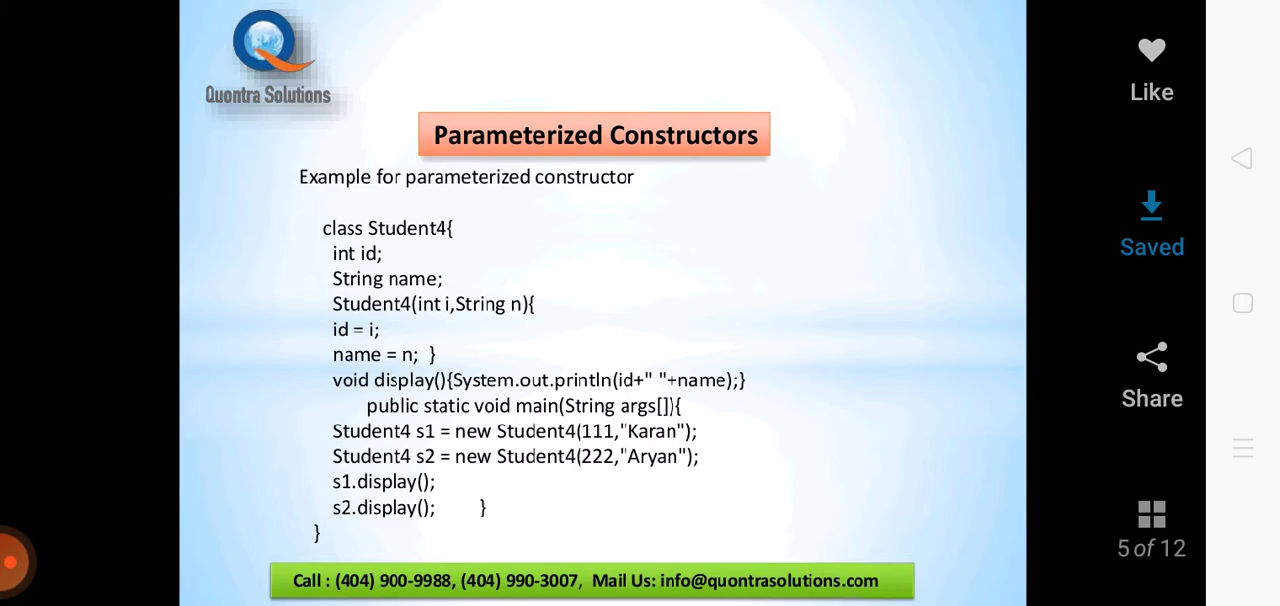 Quontra Solutions
Parameterized Constructors
Example for parameterized constructor
class Student4{
int id;
String name;
Student4(int i,String n){
id = i;
name = n;  }
void display(){System.out.println(id+" "+name);}
public static void main(String args[]){
Student4 s1 = new Student4(111,"Karan");
Student4 s2 = new Student4(222,"Aryan");
s1.display();
s2.display();        }
}
Call : (404) 900-9988, (404) 990-3007,  Mail Us: info@quontrasolutions.com
Like
Saved
Share
5 of 12